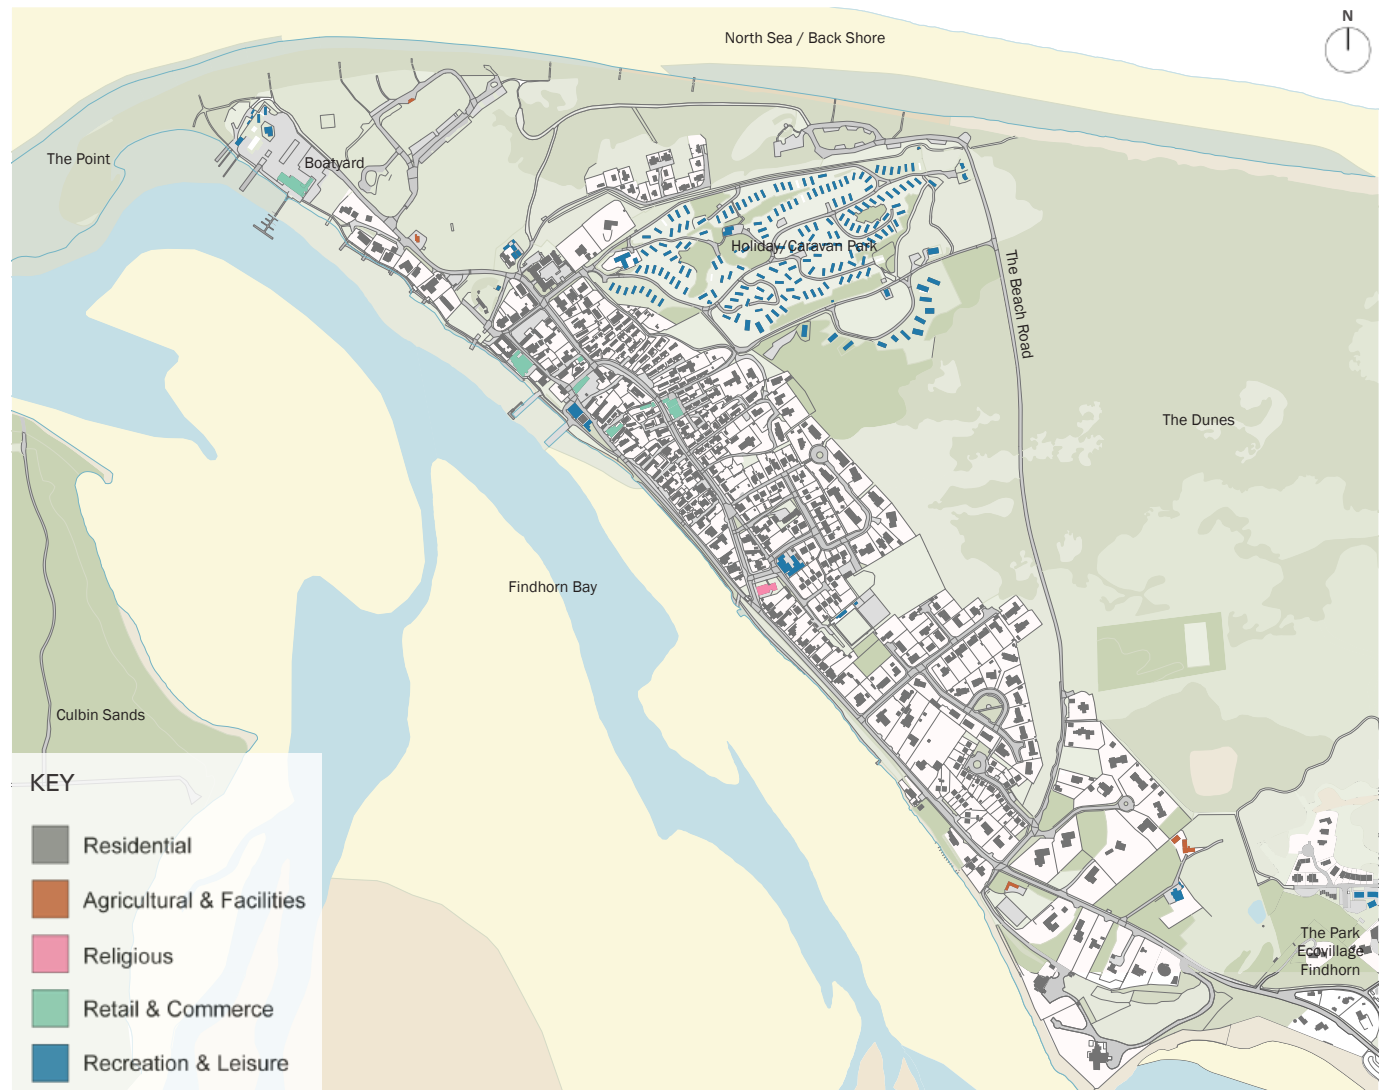 N
North Sea / Back Shore
The Point
Boatyard
Holiday/Caravan Park
The Beach Road
The Dunes
Findhorn Bay
Culbin Sands
KEY
Residential
Agricultural & Facilities
Religious
Retail & Commerce
Recreation & Leisure
The Park
Ecovillage
Findhorn